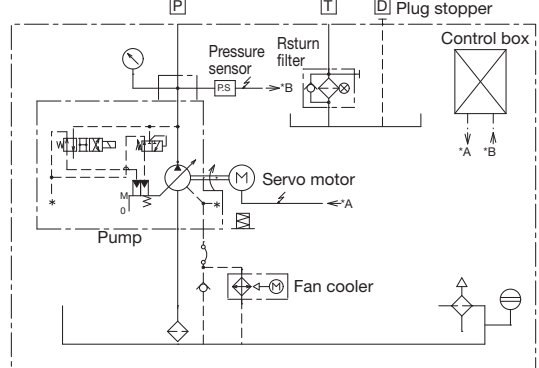 P
T
D Plug stopper
Control box
Pressure
sensor
Rsturn
filter
P.S
*B
*A *B
M
0
M
Servo motor
*
*
*A
Pump
M
Fan cooler